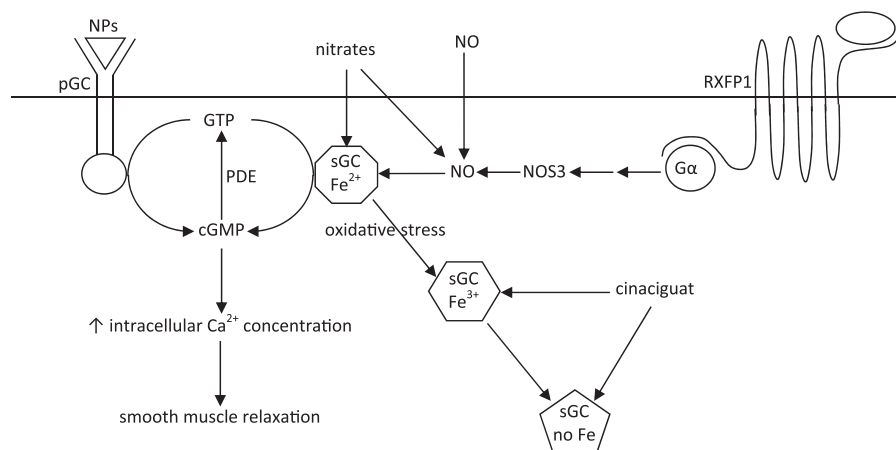 NPs
nitrates
NO
RXFP1
pGC
GTP
sGC
Fe2+
NO
NOS3
Gα
PDE
cGMP
oxidative stress
sGC
Fe3+
cinaciguat
↑ intracellular Ca2+ concentration
smooth muscle relaxation
sGC
no Fe